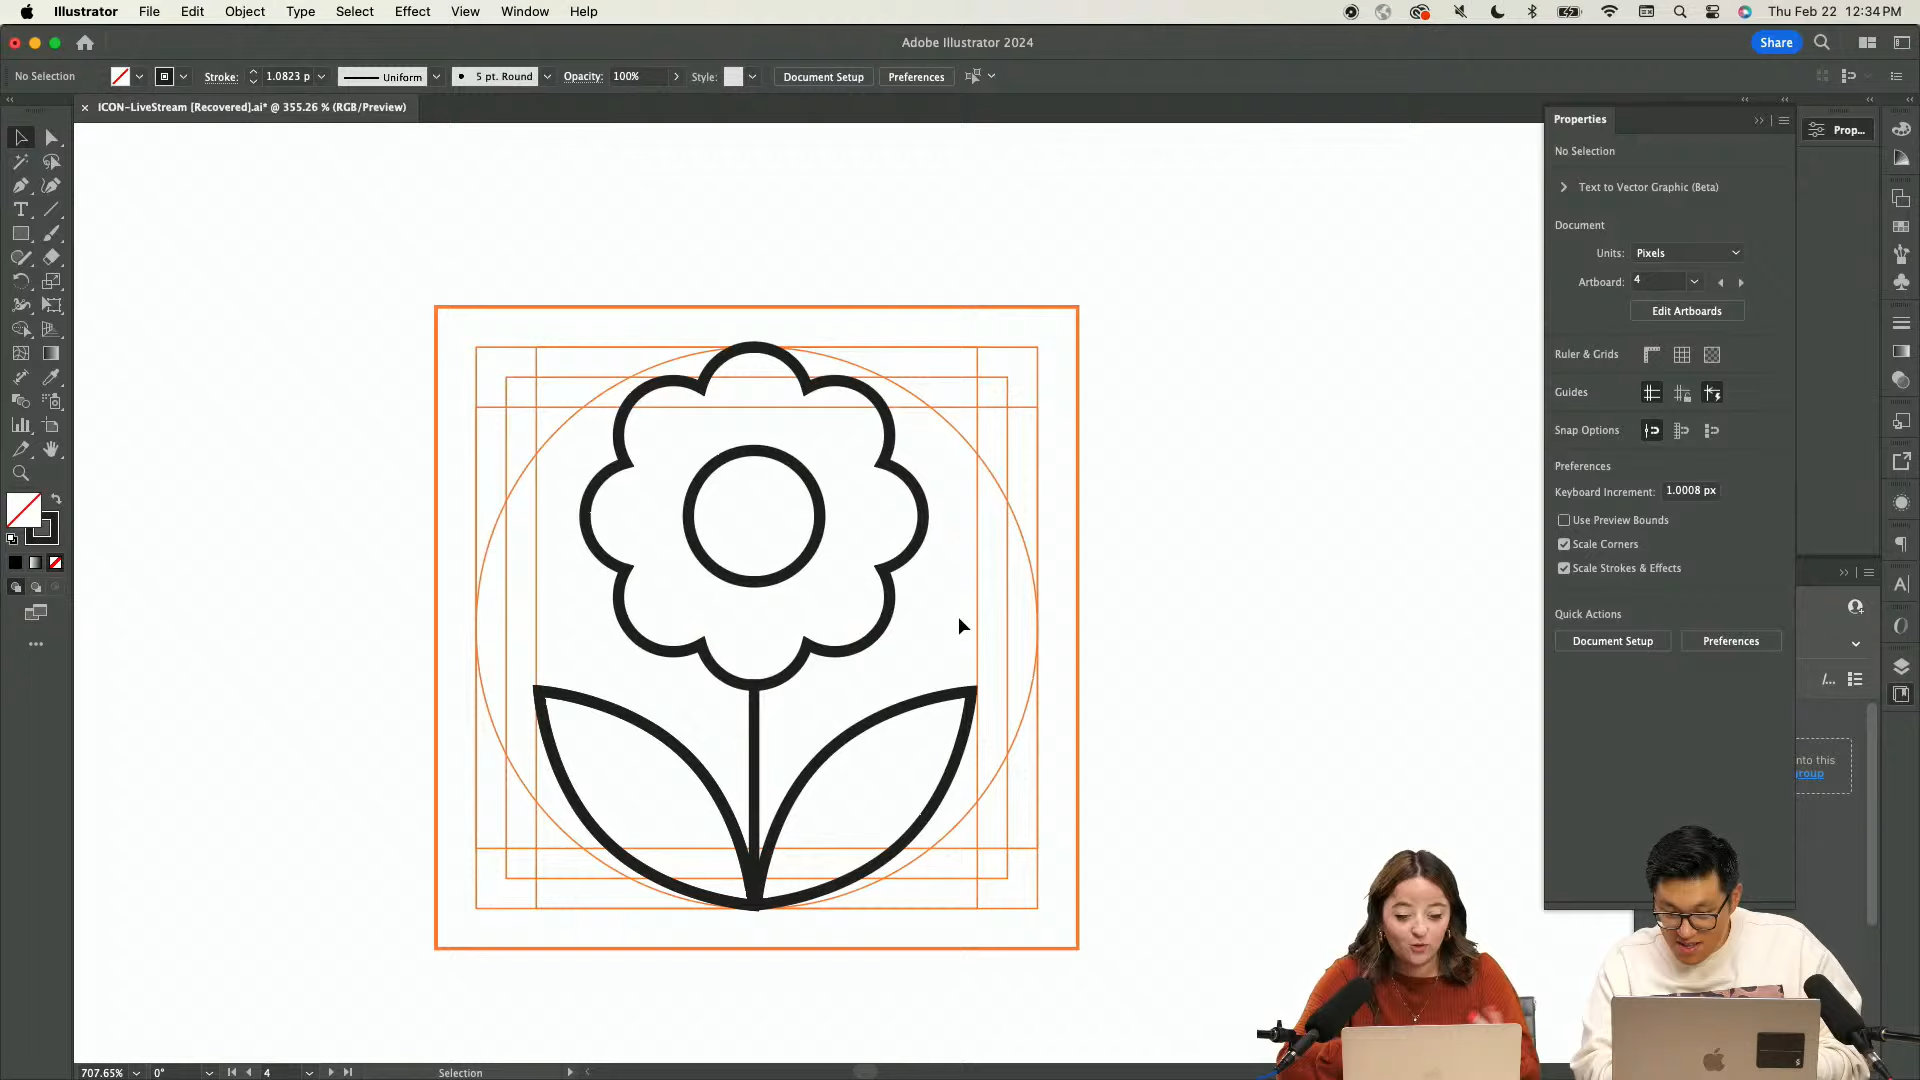 Illustrator File Edit Object Type Select Effect View Window Help Thu Feb 22 12:34 PM
Adobe Illustrator 2024 Share
No Selection Stroke: 1.0823 p Uniform 5 pt. Round Opacity: 100% Style: Document Setup Preferences
ICON-LiveStream [Recovered].ai* @ 355.26 % (RGB/Preview)
Properties
Prop...
No Selection
Text to Vector Graphic (Beta)
Document
Units: Pixels
Artboard: 4
Edit Artboards
Ruler & Grids
Guides
Snap Options
Preferences
Keyboard Increment: 1.0008 px
Use Preview Bounds
Scale Corners
Scale Strokes & Effects
Quick Actions
Document Setup Preferences
/...
nto this
group
707.65% 0° 4 Selection